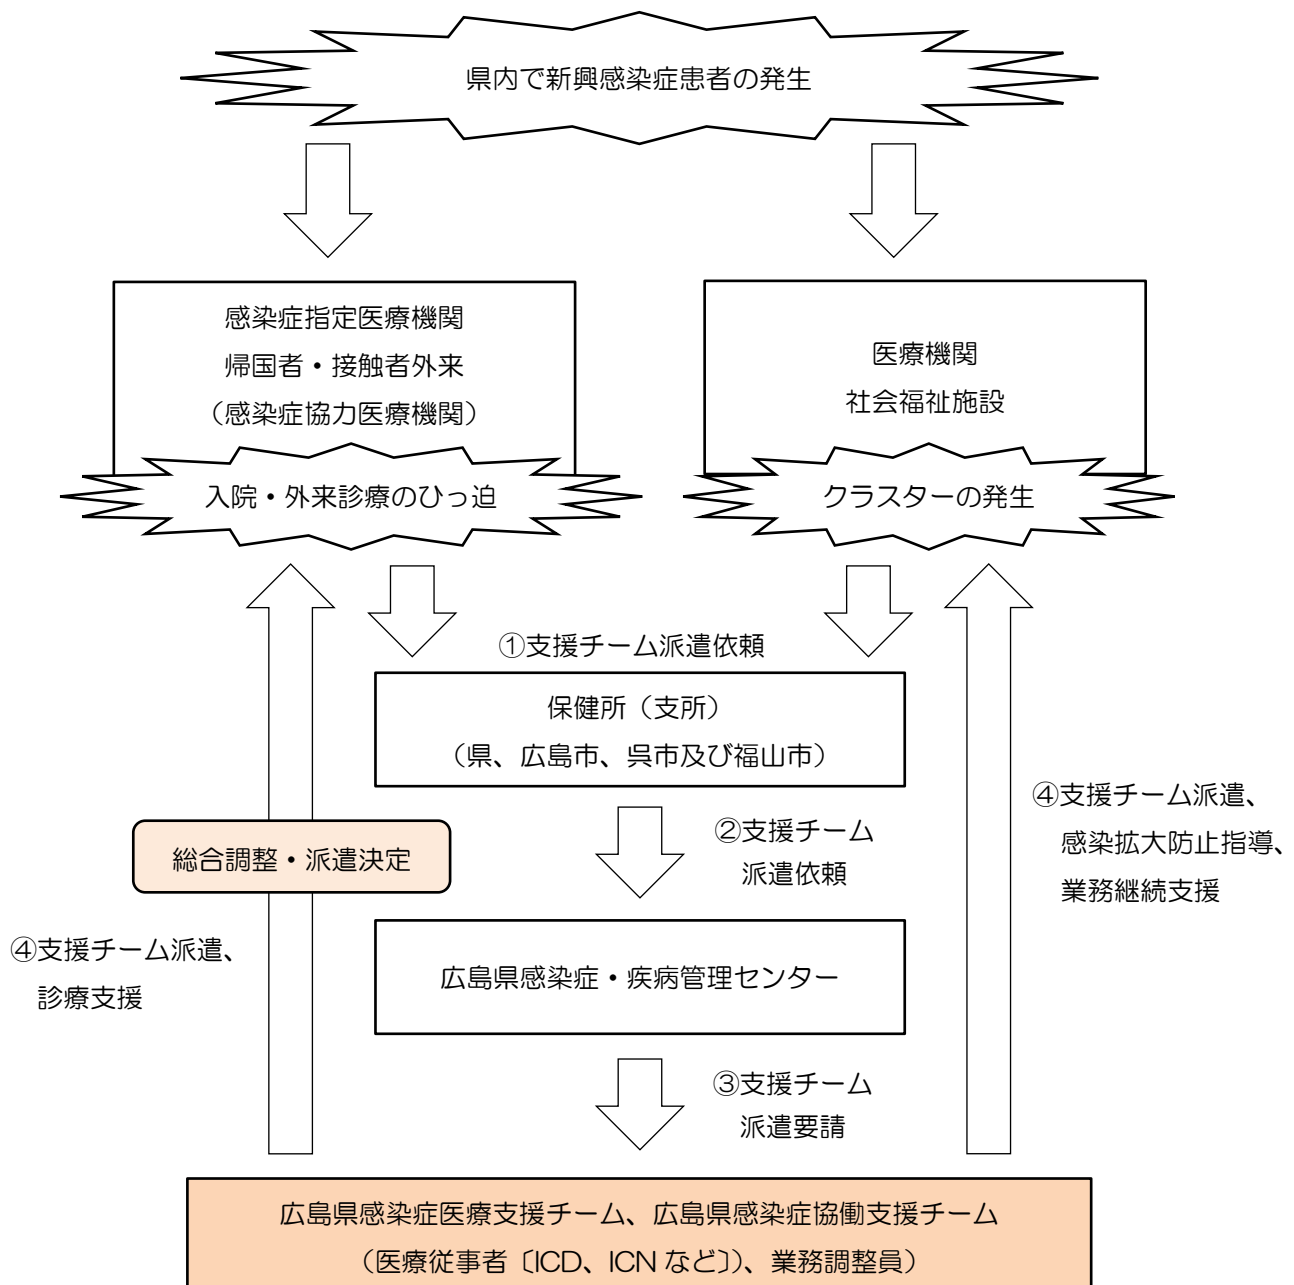 県内で新興感染症患者の発生
感染症指定医療機関
帰国者・接触者外来
（感染症協力医療機関）
入院・外来診療のひっ迫
医療機関
社会福祉施設
クラスターの発生
①支援チーム派遣依頼
保健所（支所）
（県、広島市、呉市及び福山市）
②支援チーム
派遣依頼
総合調整・派遣決定
④支援チーム派遣、
感染拡大防止指導、
業務継続支援
④支援チーム派遣、
診療支援
広島県感染症・疾病管理センター
③支援チーム
派遣要請
広島県感染症医療支援チーム、広島県感染症協働支援チーム
（医療従事者〔ICD、ICN など〕）、業務調整員）